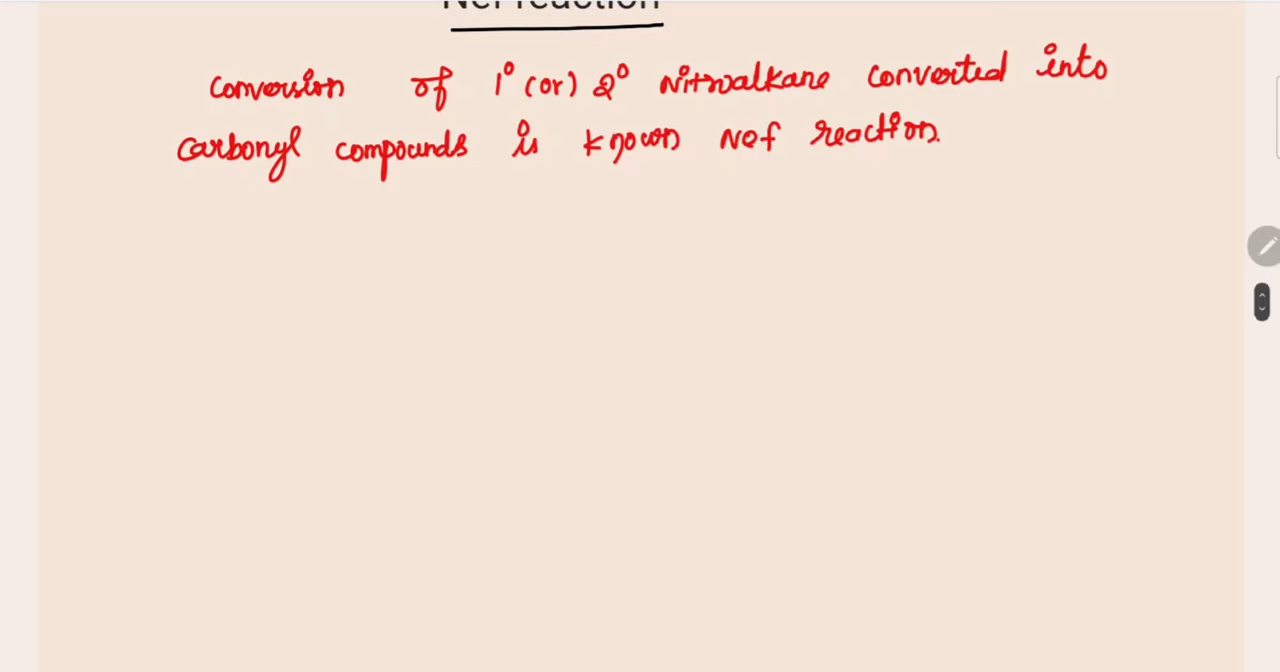 Nef reaction
conversion of 1° (or) 2° Nitroalkane converted into
carbonyl compounds is known Nef reaction.